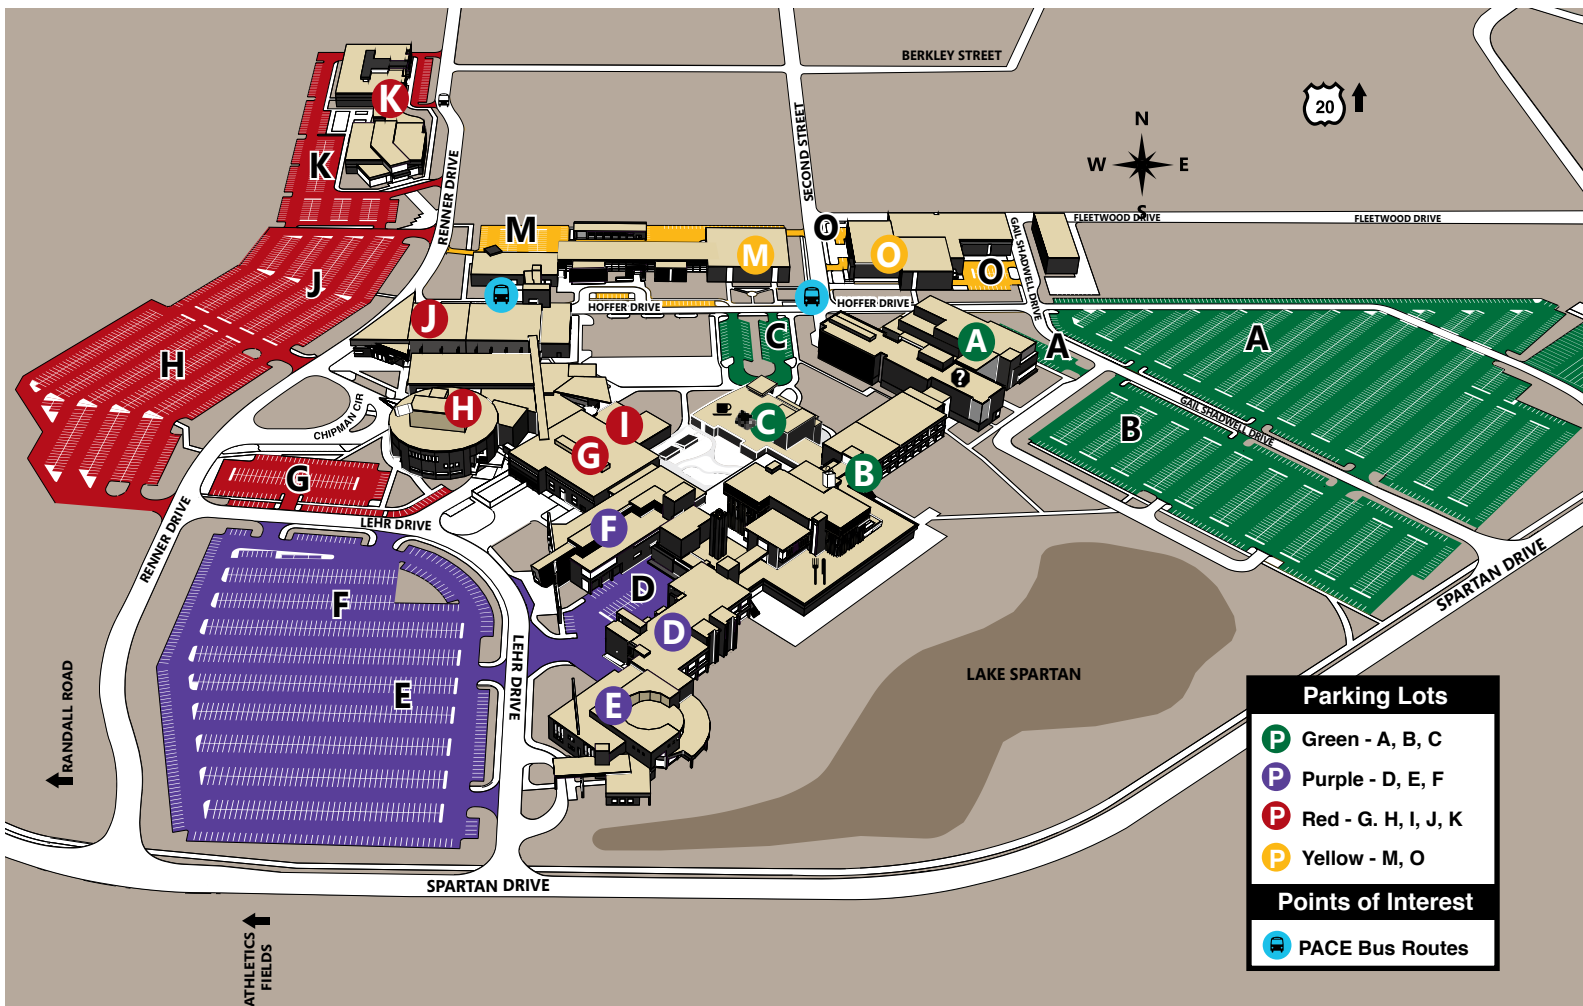 BERKLEY STREET
20
N
W
E
S
K
K
RENNER DRIVE
SECOND STREET
FLEETWOOD DRIVE
FLEETWOOD DRIVE
GAIL SHADWELL DRIVE
M
M
O
O
O
J
J
HOFFER DRIVE
HOFFER DRIVE
C
A
A
A
?
H
H
CHIPMAN CIR
I
G
C
B
B
GAIL SHADWELL DRIVE
G
LEHR DRIVE
RENNER DRIVE
F
F
D
D
E
E
LEHR DRIVE
SPARTAN DRIVE
LAKE SPARTAN
RANDALL ROAD
SPARTAN DRIVE
ATHLETICS
FIELDS
Parking Lots
P Green - A, B, C
P Purple - D, E, F
P Red - G. H, I, J, K
P Yellow - M, O
Points of Interest
PACE Bus Routes